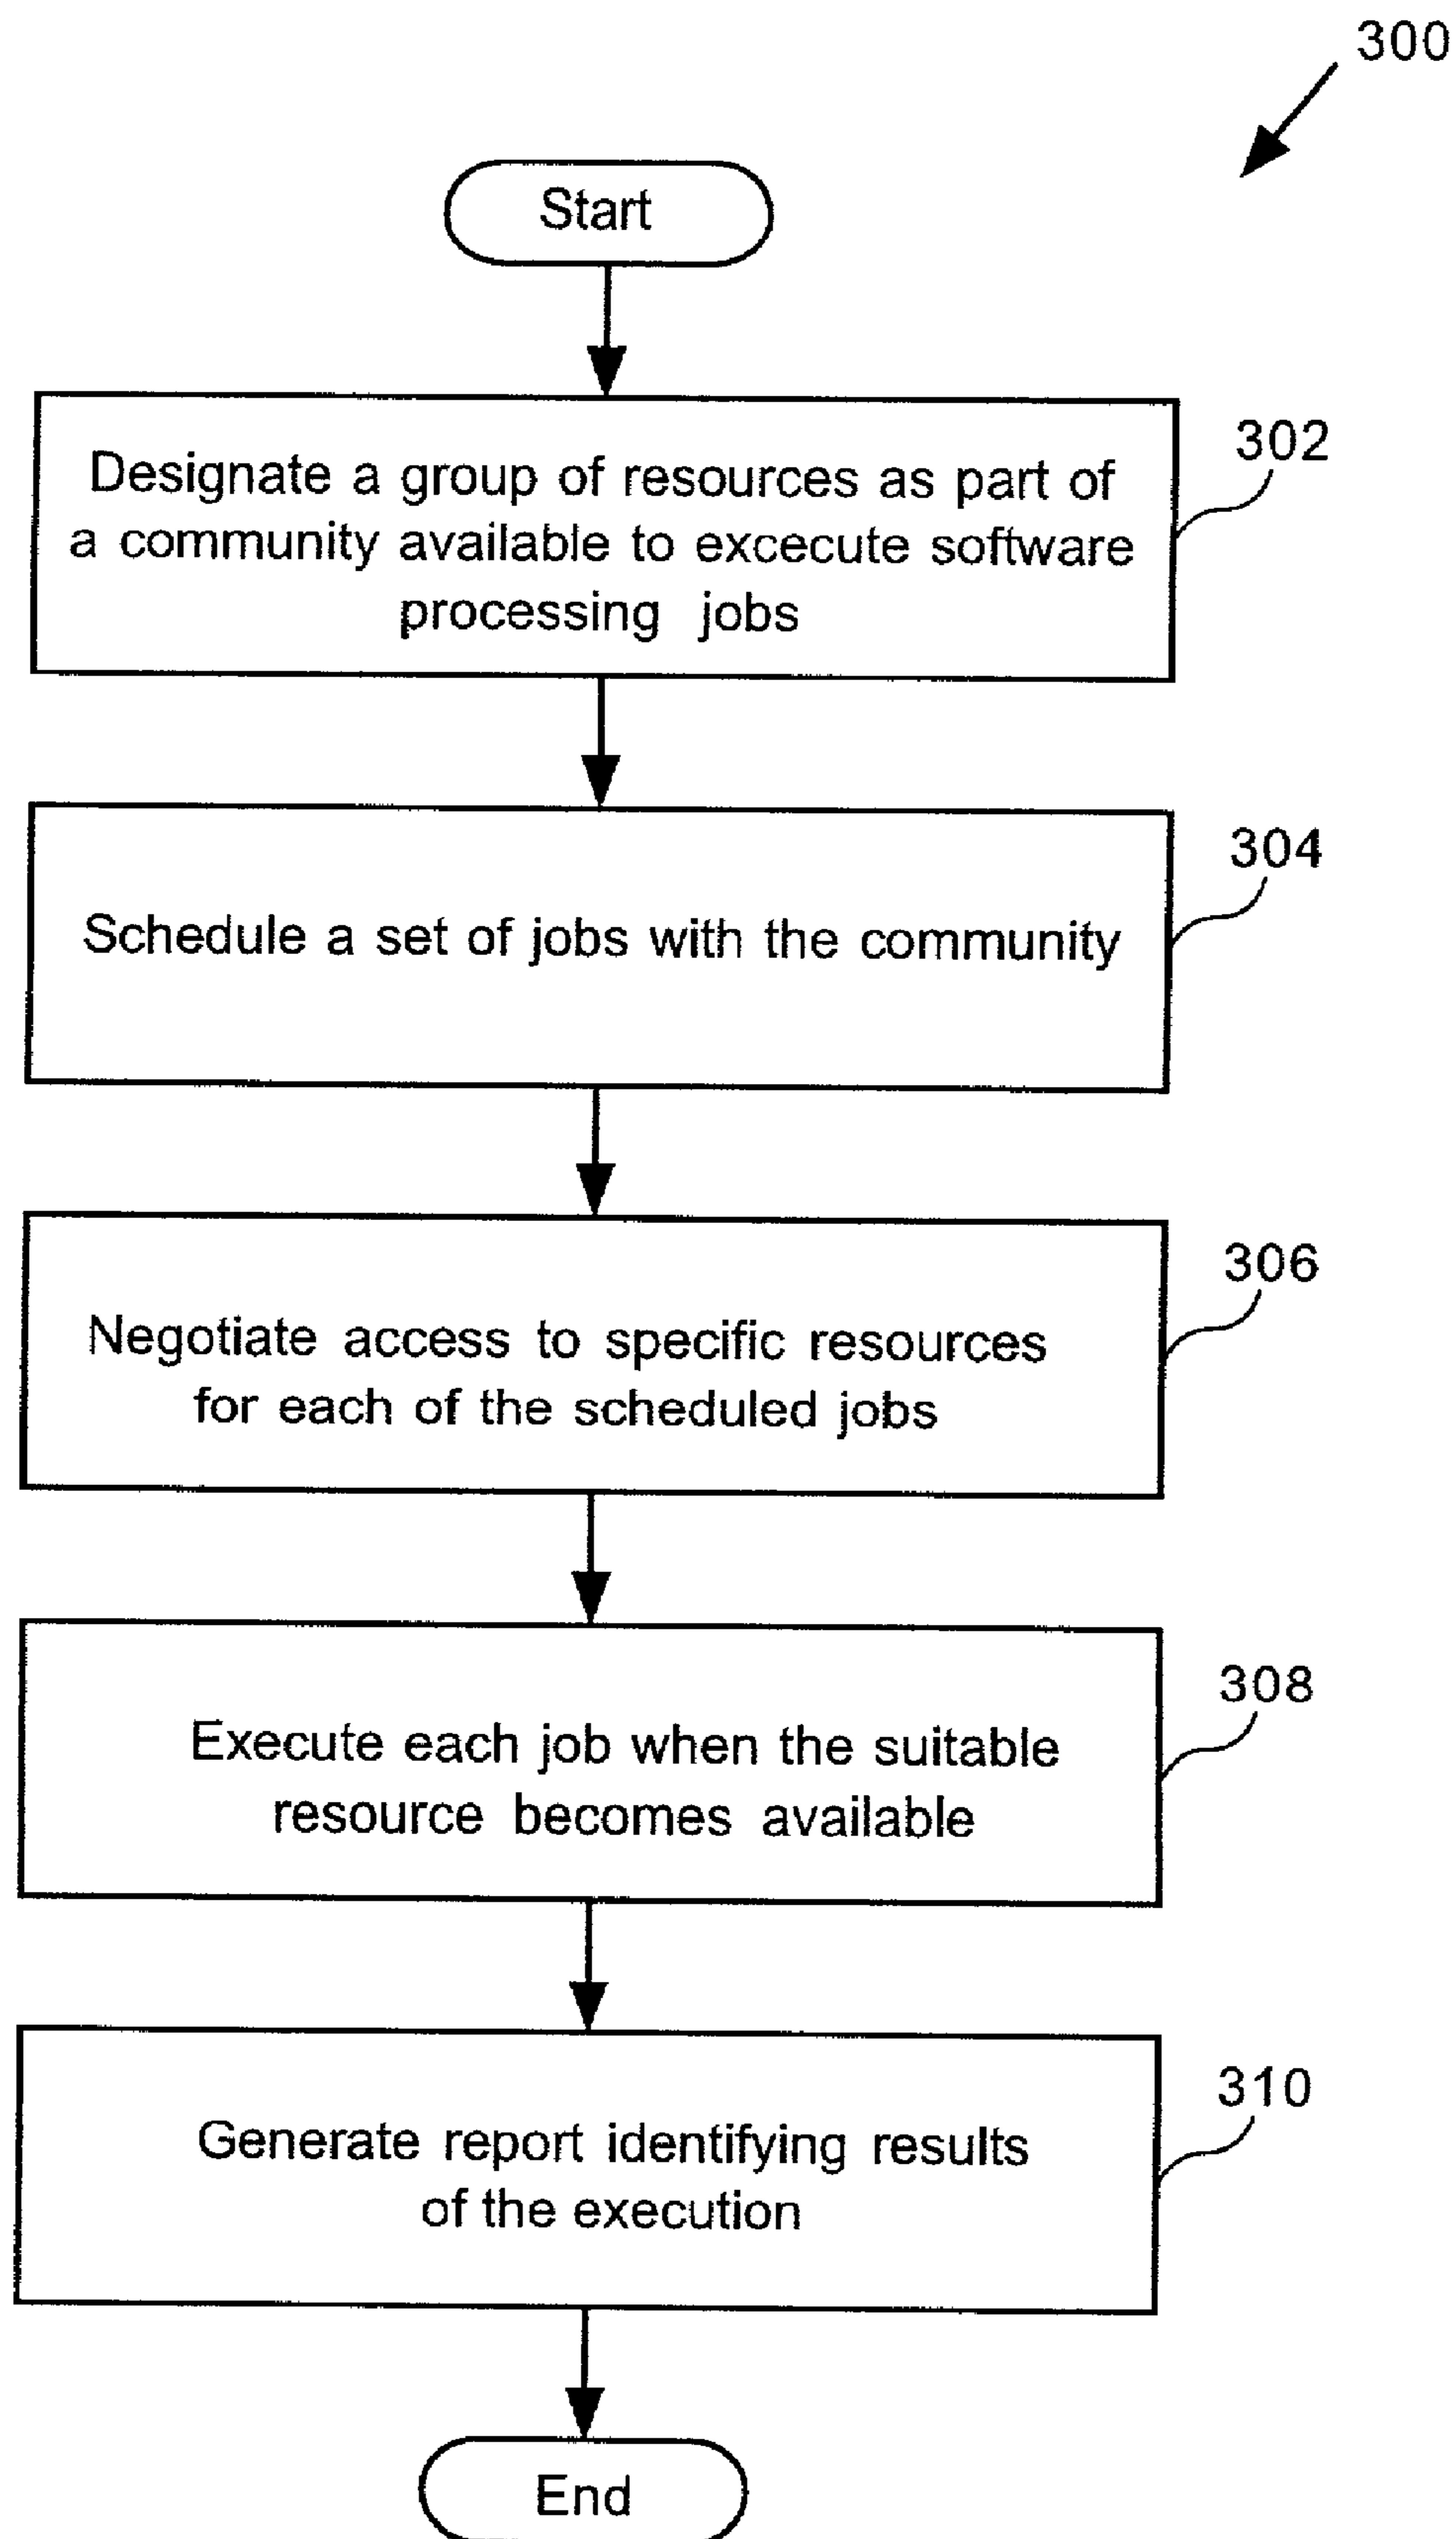 300
Start
Designate a group of resources as part of
a community available to excecute software
processing jobs
302
Schedule a set of jobs with the community
304
Negotiate access to specific resources
for each of the scheduled jobs
306
Execute each job when the suitable
resource becomes available
308
Generate report identifying results
of the execution
310
End